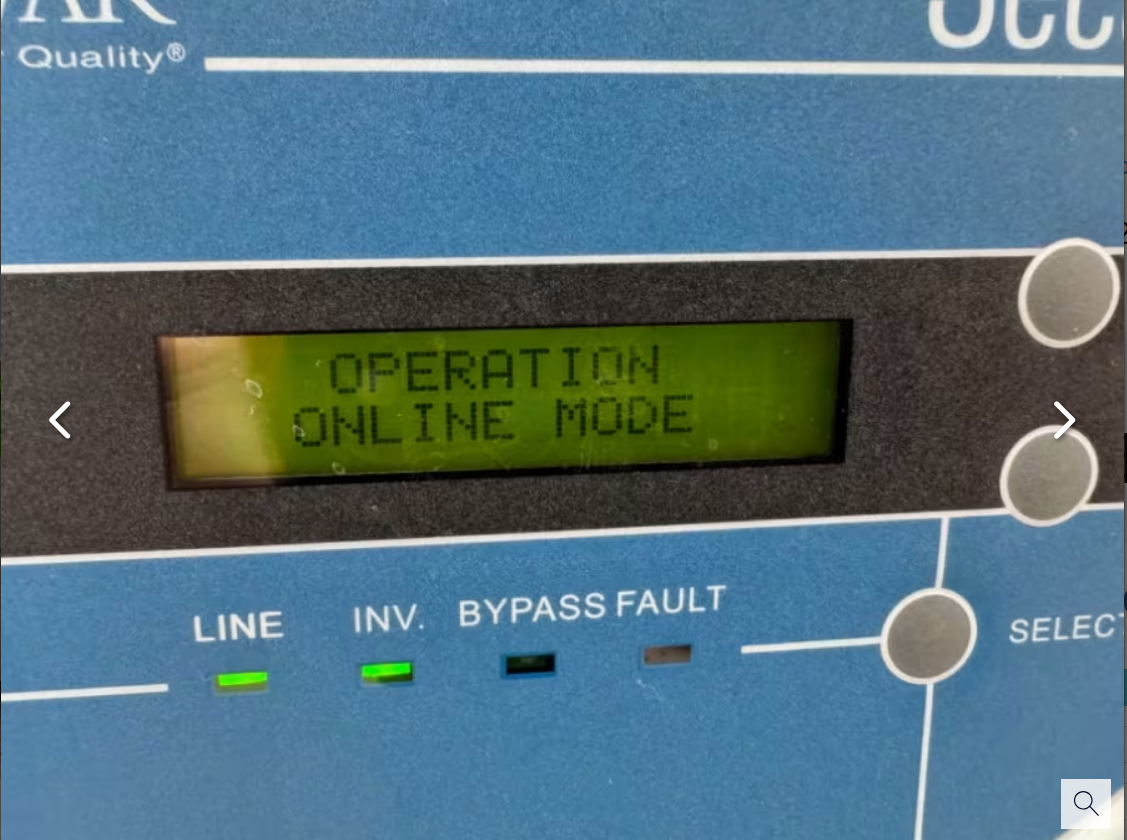 Quality®
OPERATION
ONLINE MODE
LINE INV. BYPASS FAULT